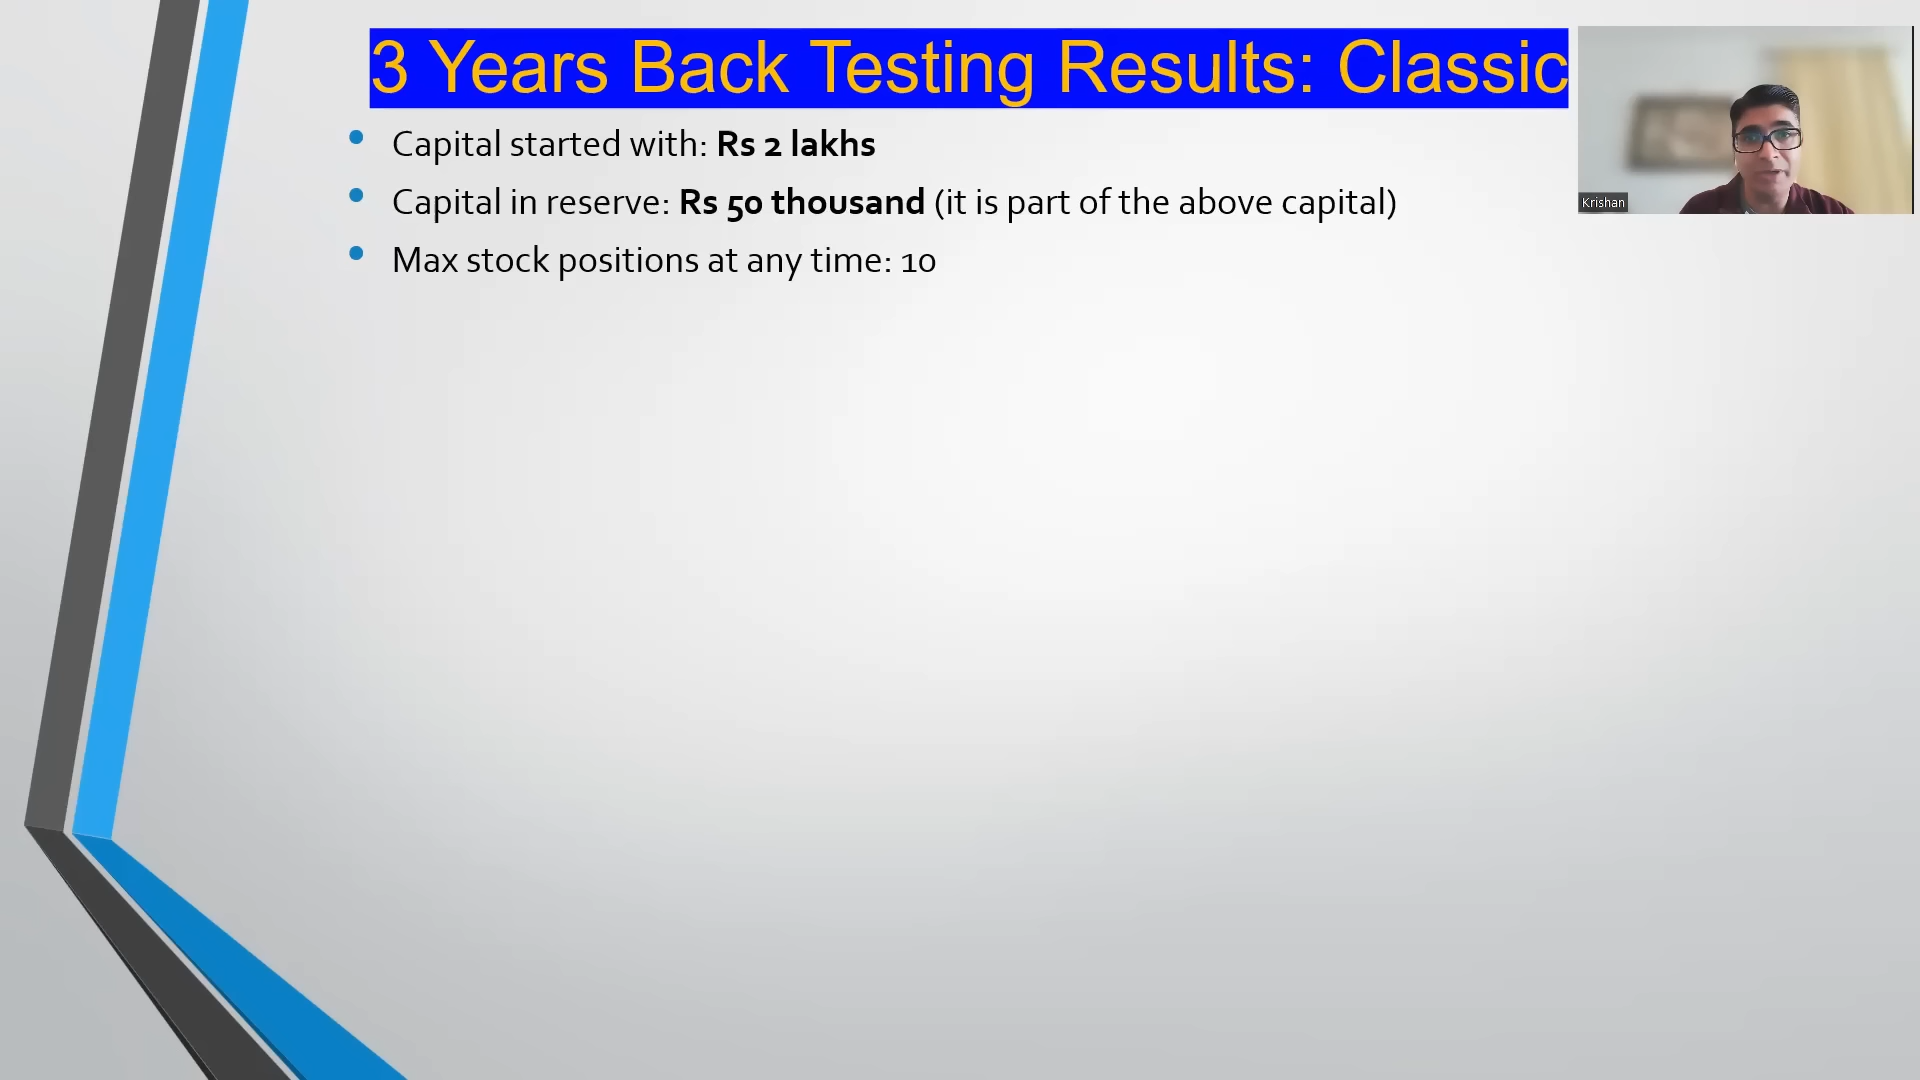 3 Years Back Testing Results: Classic
Capital started with: Rs 2 lakhs
Capital in reserve: Rs 50 thousand (it is part of the above capital)
Max stock positions at any time: 10
Krishan